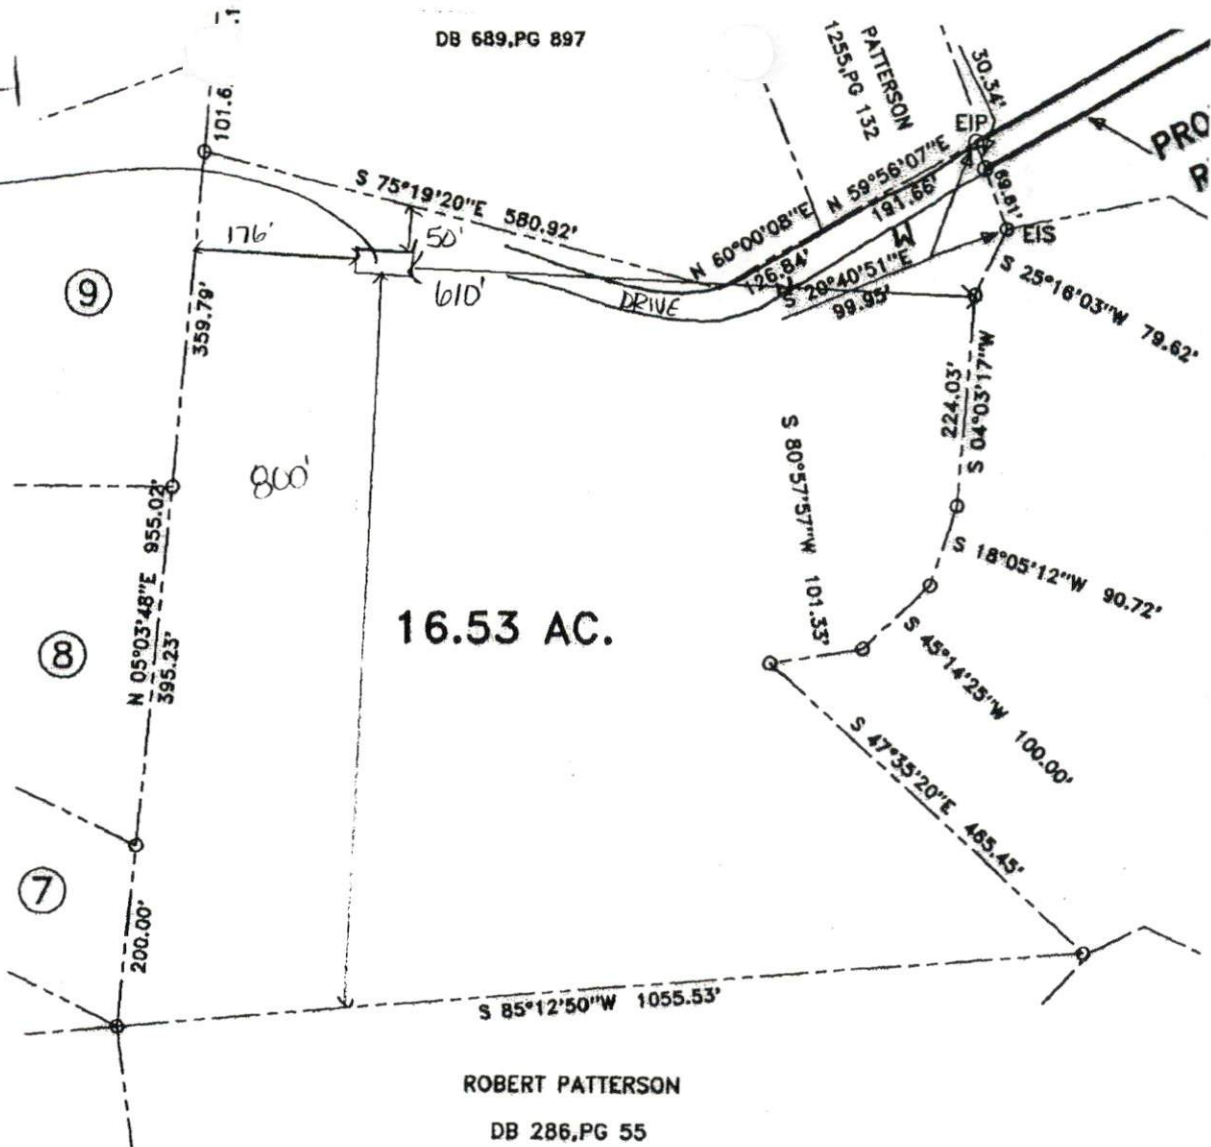 DB 689,PG 897
PATTERSON
1255,PG 132
30.34'
EIP
PRO
101.6
S 75°19'20"E 580.92'
N 60°00'08"E
126.84'
N 59°56'07"E
191.66'
69.81'
EIS
176'
50'
610'
DRIVE
S 20°40'51"E
99.95'
S 25°16'03"W 79.62'
9
359.79'
224.03'
S 04°03'17"W
800'
S 80°57'57"W 101.33'
S 18°05'12"W 90.72'
16.53 AC.
N 05°03'48"E 955.02'
395.23'
8
S 45°14'25"W 100.00'
S 47°35'20"E 465.45'
7
200.00'
S 85°12'50"W 1055.53'
ROBERT PATTERSON
DB 286,PG 55